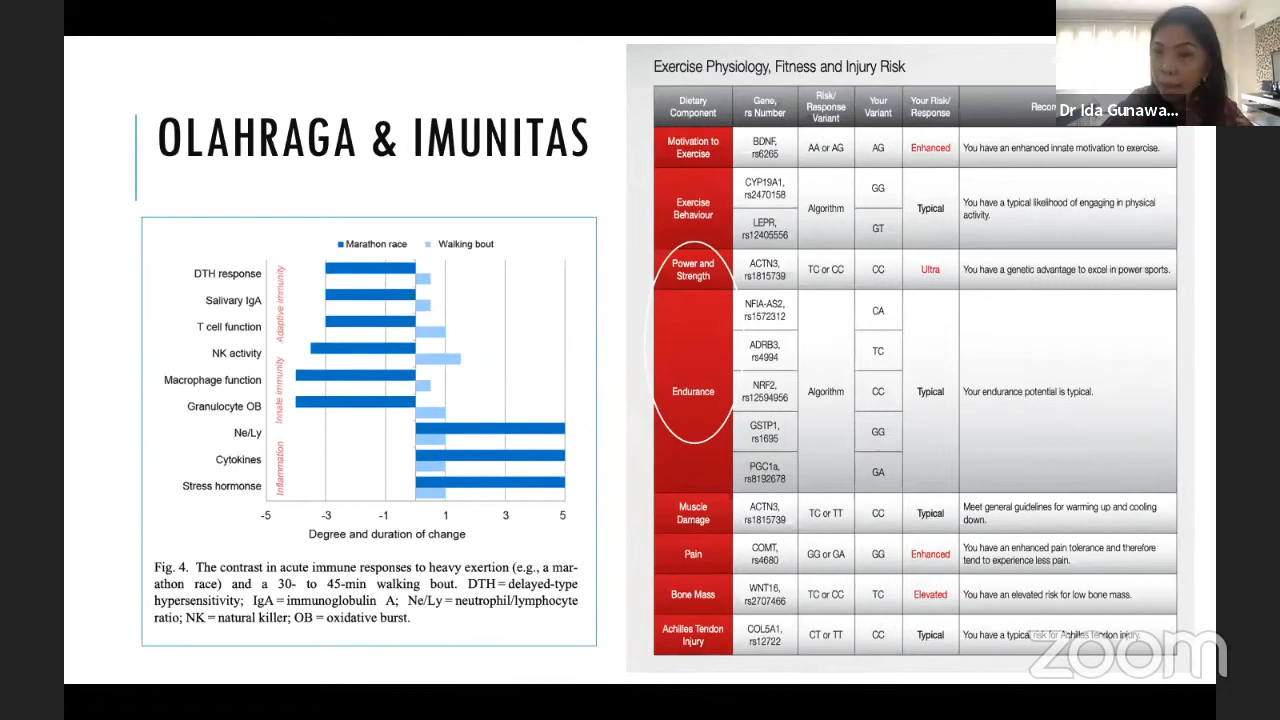 OLAHRAGA & IMUNITAS
Marathon race
Walking bout
DTH response
Salivary IgA
T cell function
NK activity
Macrophage function
Granulocyte OB
Ne/Ly
Cytokines
Stress hormonse
Adaptive immunity
Innate immunity
Inflammation
-5 -3 -1 1 3 5
Degree and duration of change
Fig. 4. The contrast in acute immune responses to heavy exertion (e.g., a mar-
athon race) and a 30- to 45-min walking bout. DTH = delayed-type
hypersensitivity; IgA = immunoglobulin A; Ne/Ly = neutrophil/lymphocyte
ratio; NK = natural killer; OB = oxidative burst.
Exercise Physiology, Fitness and Injury Risk
Dietary
Component
Gene,
rs Number
Risk/
Response
Variant
Your
Variant
Your Risk/
Response
Recom
Motivation to
Exercise
BDNF,
rs6265
AA or AG
AG
Enhanced
You have an enhanced innate motivation to exercise.
Exercise
Behaviour
CYP19A1,
rs2470158
LEPR,
rs12405556
Algorithm
GG
GT
Typical
You have a typical likelihood of engaging in physical
activity.
Power and
Strength
ACTN3,
rs1815739
TC or CC
CC
Ultra
You have a genetic advantage to excel in power sports.
Endurance
NFIA-AS2,
rs1572312
ADRB3,
rs4994
NRF2,
rs12594956
GSTP1,
rs1695
PGC1a,
rs8192678
Algorithm
CA
TC
CC
GG
GA
Typical
Your endurance potential is typical.
Muscle
Damage
ACTN3,
rs1815739
TC or TT
CC
Typical
Meet general guidelines for warming up and cooling
down.
Pain
COMT,
rs4680
GG or GA
GG
Enhanced
You have an enhanced pain tolerance and therefore
tend to experience less pain.
Bone Mass
WNT16,
rs2707466
TC or CC
TC
Elevated
You have an elevated risk for low bone mass.
Achilles Tendon
Injury
COL5A1,
rs12722
CT or TT
CC
Typical
You have a typical risk for Achilles tendon injury.
Dr Ida Gunawa...
zoom